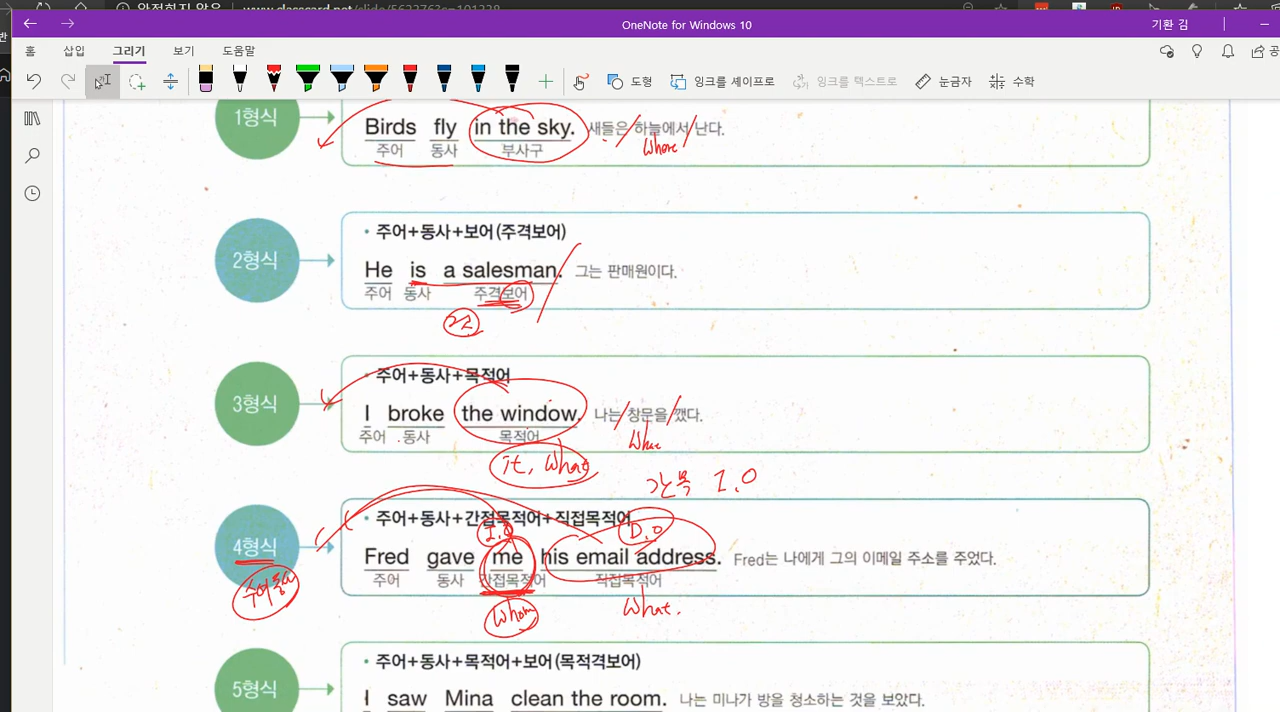 안전하지 않음 www.classcard.net/slide/
OneNote for Windows 10
기환 김
홈 삽입 그리기 보기 도움말
도형 잉크를 셰이프로 잉크를 텍스트로 눈금자 수학
1형식
Birds fly in the sky. 새들은 하늘에서 난다.
주어 동사 부사구
Where
2형식
• 주어+동사+보어(주격보어)
He is a salesman. 그는 판매원이다.
주어 동사 주격보어
3형식
• 주어+동사+목적어
I broke the window. 나는 창문을 깼다.
주어 동사 목적어
it, what
간목 I.O
4형식
• 주어+동사+간접목적어+직접목적어
I.O D.O
Fred gave me his email address. Fred는 나에게 그의 이메일 주소를 주었다.
주어 동사 간접목적어 직접목적어
Whom What.
5형식
• 주어+동사+목적어+보어(목적격보어)
I saw Mina clean the room. 나는 미나가 방을 청소하는 것을 보았다.